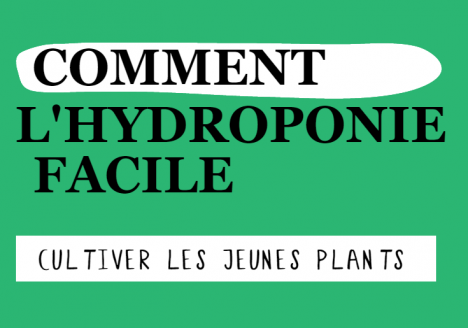 COMMENT
L'HYDROPONIE
FACILE
CULTIVER LES JEUNES PLANTS